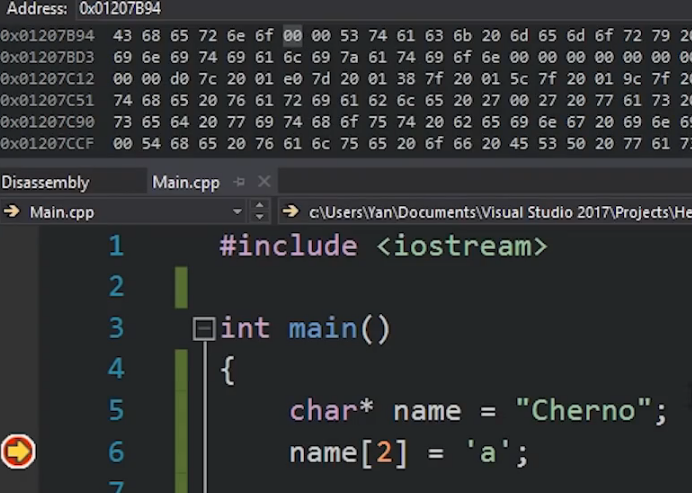 Address: 0x01207B94
0x01207B94 43 68 65 72 6e 6f 00 00 53 74 61 63 6b 20 6d 65 6d 6f 72 79 20
0x01207BD3 69 6e 69 74 69 61 6c 69 7a 61 74 69 6f 6e 00 00 00 00 00 00
0x01207C12 00 00 d0 7c 20 01 e0 7d 20 01 38 7f 20 01 5c 7f 20 01 9c 7f 20
0x01207C51 74 68 65 20 76 61 72 69 61 62 6c 65 20 27 00 27 20 77 61 73 20
0x01207C90 73 65 64 20 77 69 74 68 6f 75 74 20 62 65 69 6e 67 20 69 6e 69
0x01207CCF 00 54 68 65 20 76 61 6c 75 65 20 6f 66 20 45 53 50 20 77 61 73
Disassembly Main.cpp
Main.cpp c:\Users\Yan\Documents\Visual Studio 2017\Projects\He
1 #include <iostream>
2
3 int main()
4 {
5 char* name = "Cherno";
6 name[2] = 'a';
7